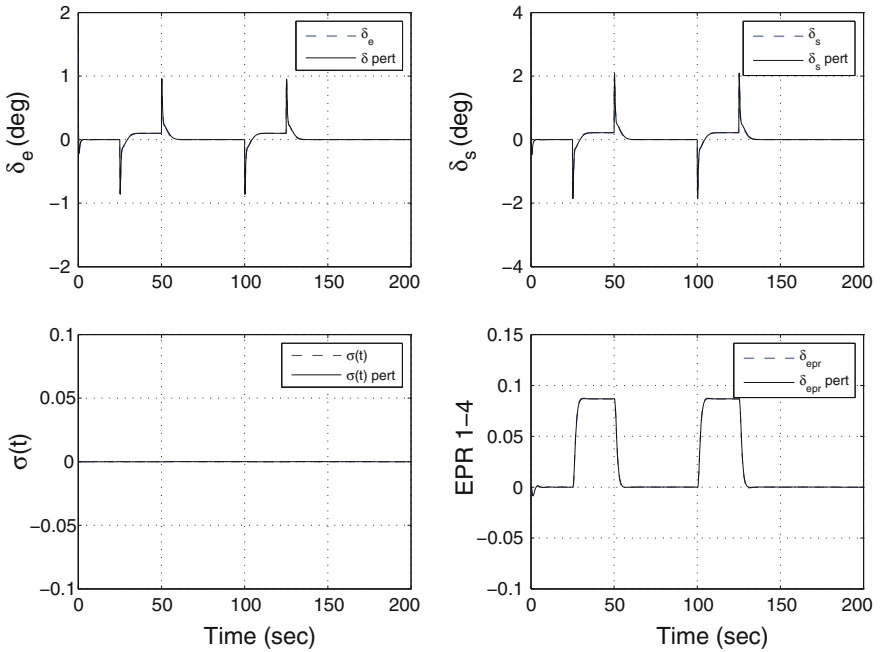 2
1
0
−1
−2
δe (deg)
0
50
100
150
200
δe
δ pert
4
2
0
−2
−4
δs (deg)
0
50
100
150
200
δs
δs pert
0.1
0.05
0
−0.05
−0.1
σ(t)
0
50
100
150
200
Time (sec)
σ(t)
σ(t) pert
0.15
0.1
0.05
0
−0.05
−0.1
EPR 1−4
0
50
100
150
200
Time (sec)
δepr
δepr pert